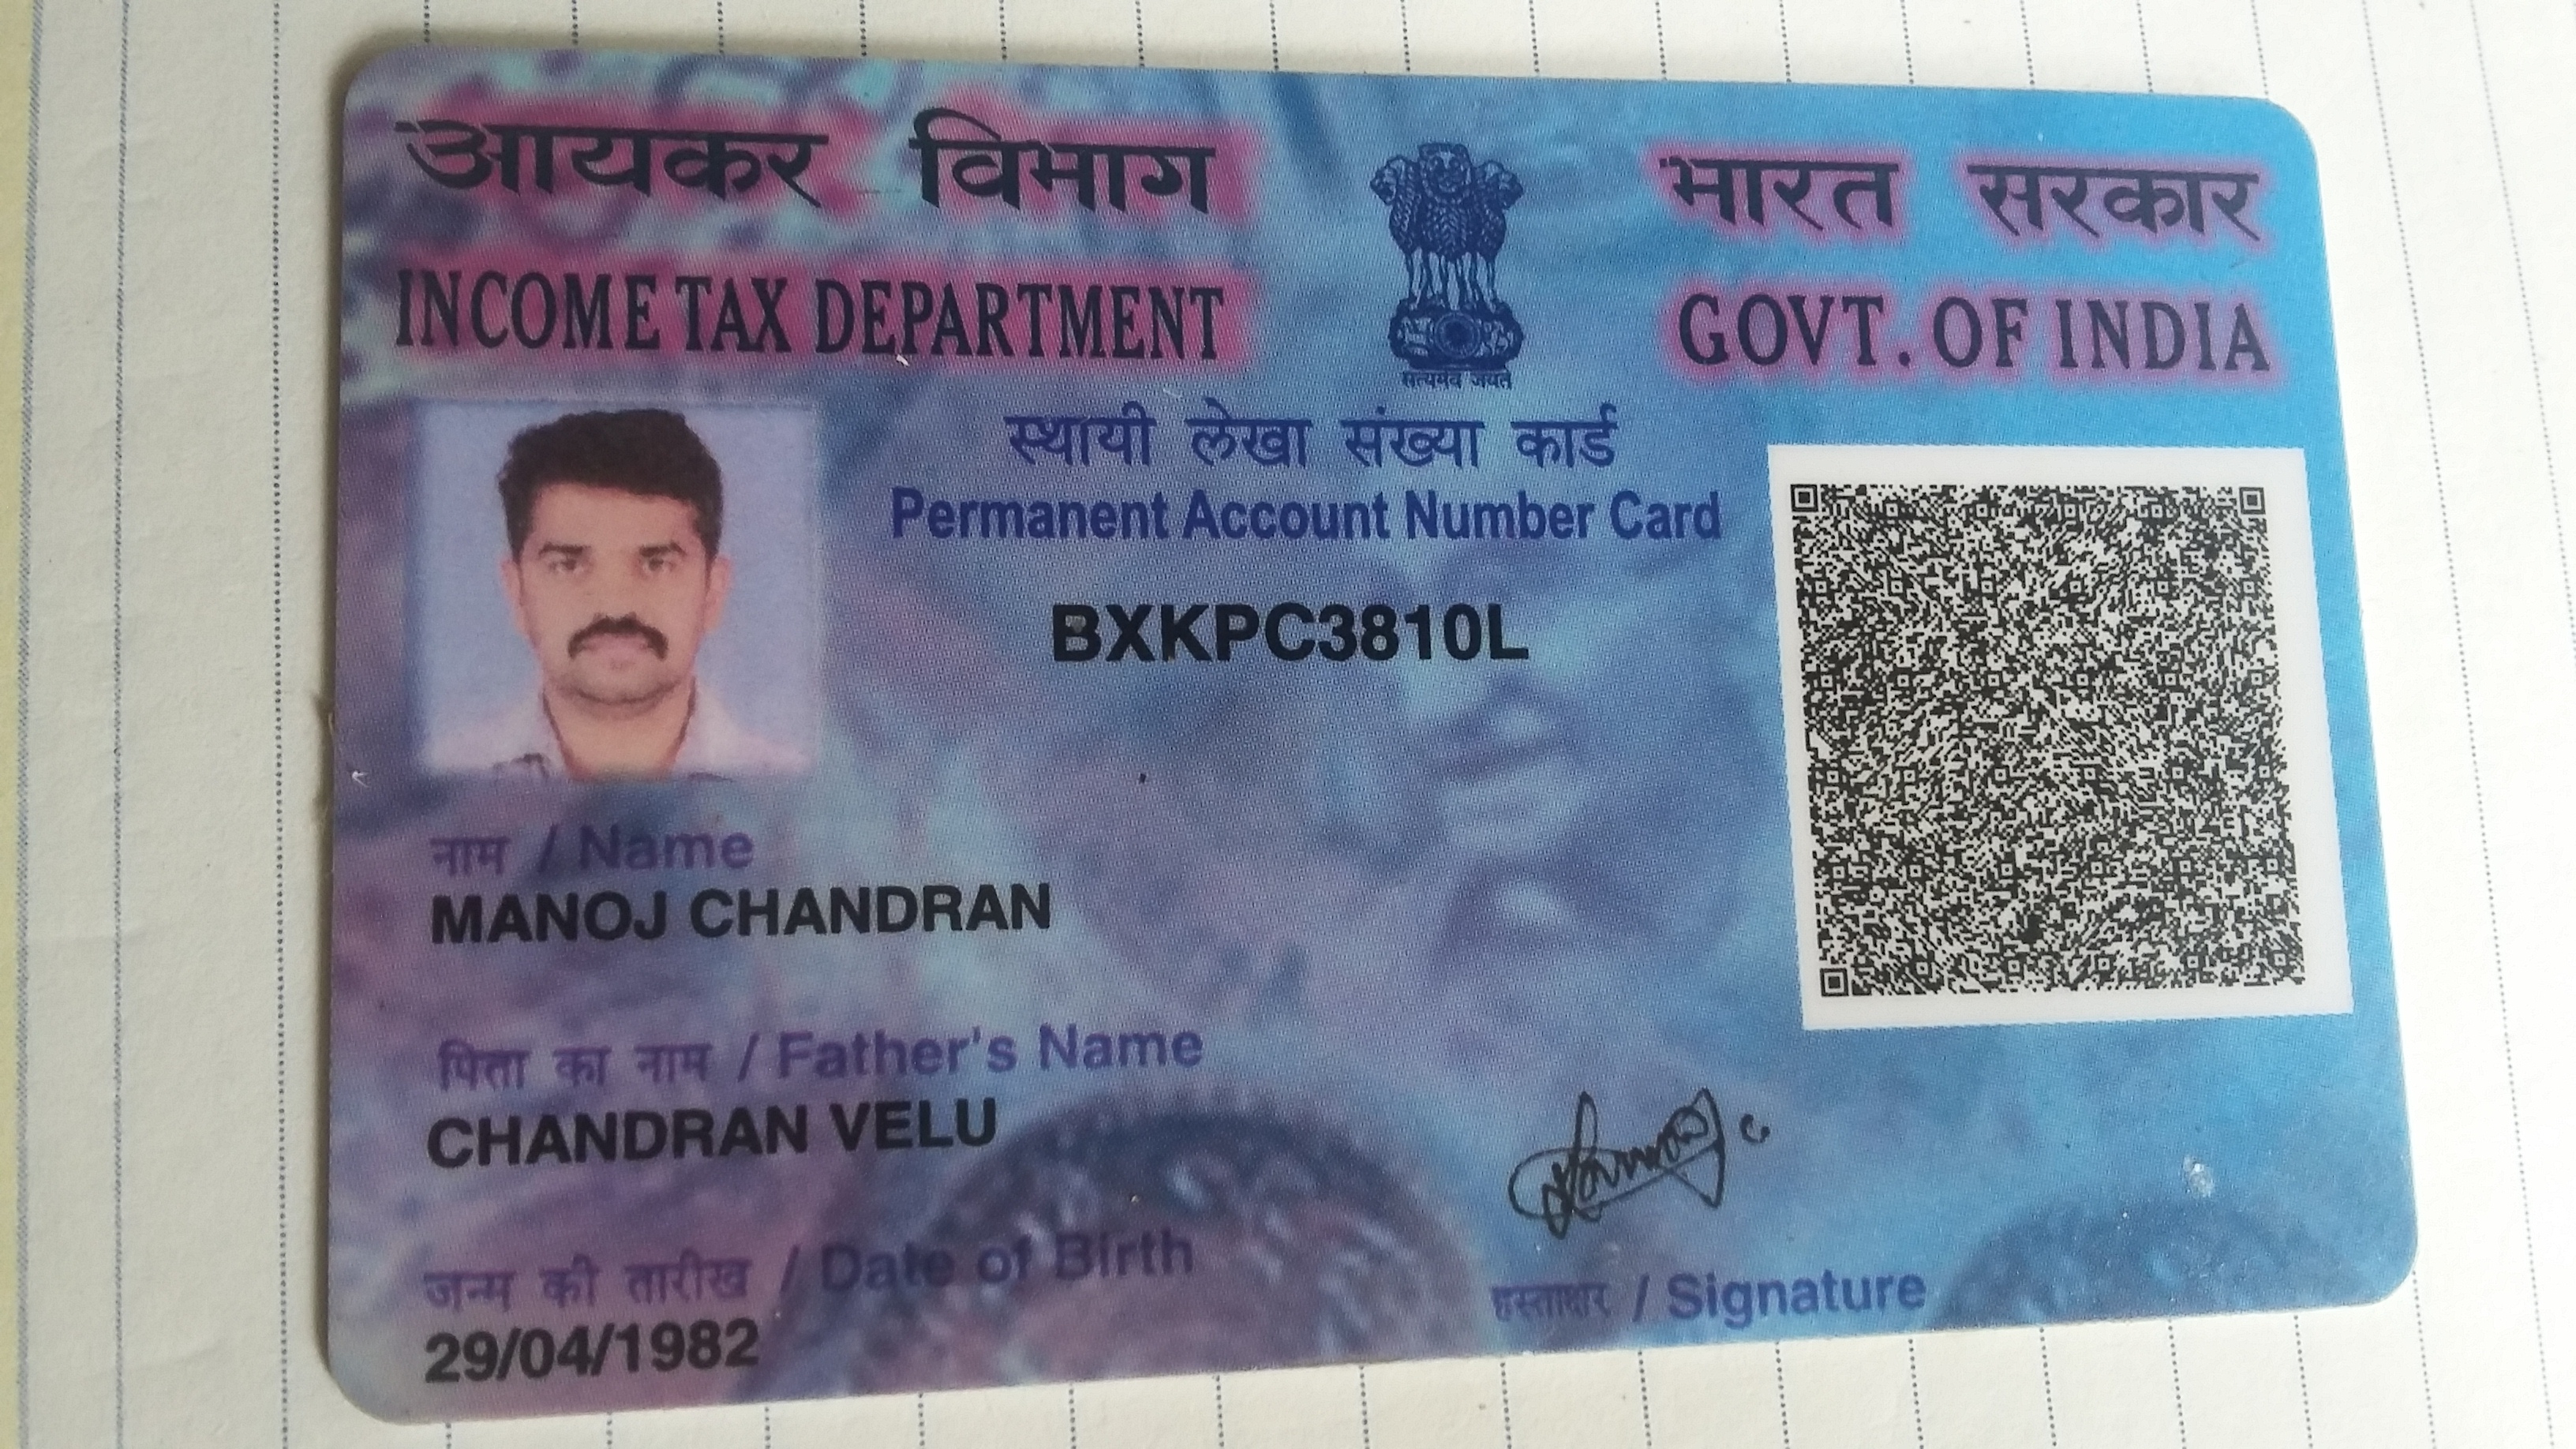 आयकर विभाग
INCOME TAX DEPARTMENT
सत्यमेव जयते
भारत सरकार
GOVT. OF INDIA
स्थायी लेखा संख्या कार्ड
Permanent Account Number Card
BXKPC3810L
नाम / Name
MANOJ CHANDRAN
पिता का नाम / Father's Name
CHANDRAN VELU
जन्म की तारीख / Date of Birth
29/04/1982
हस्ताक्षर / Signature